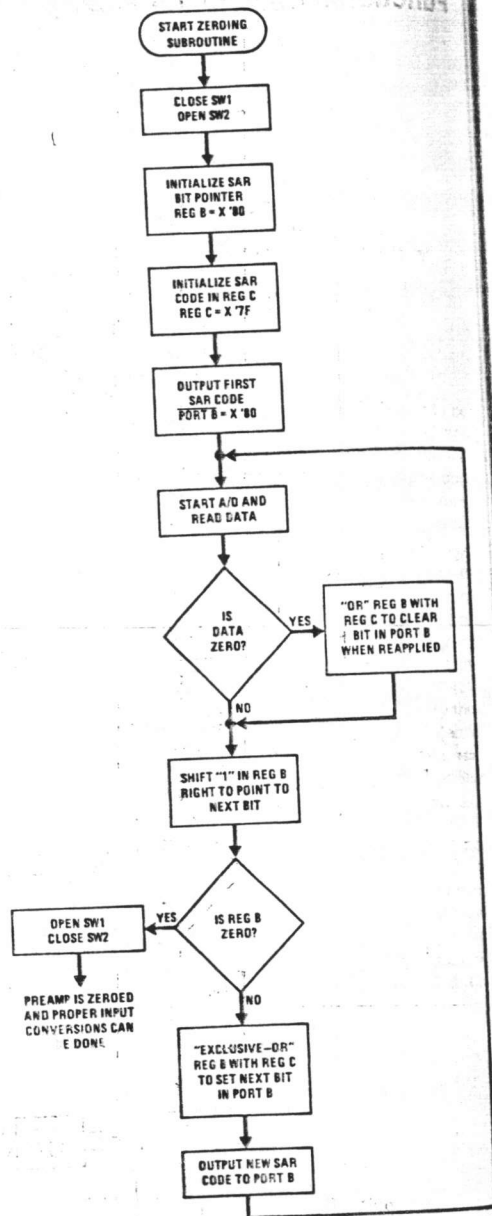 START ZEROING
SUBROUTINE
CLOSE SW1
OPEN SW2
INITIALIZE SAR
BIT POINTER
REG B = X '80
INITIALIZE SAR
CODE IN REG C
REG C = X '7F
OUTPUT FIRST
SAR CODE
PORT B = X '80
START A/D AND
READ DATA
IS
DATA
ZERO?
YES
"OR" REG B WITH
REG C TO CLEAR
BIT IN PORT B
WHEN REAPPLIED
NO
SHIFT "1" IN REG B
RIGHT TO POINT TO
NEXT BIT
IS REG B
ZERO?
YES
OPEN SW1
CLOSE SW2
PREAMP IS ZEROED
AND PROPER INPUT
CONVERSIONS CAN
E DONE
NO
"EXCLUSIVE–OR"
REG B WITH REG C
TO SET NEXT BIT
IN PORT B
OUTPUT NEW SAR
CODE TO PORT B